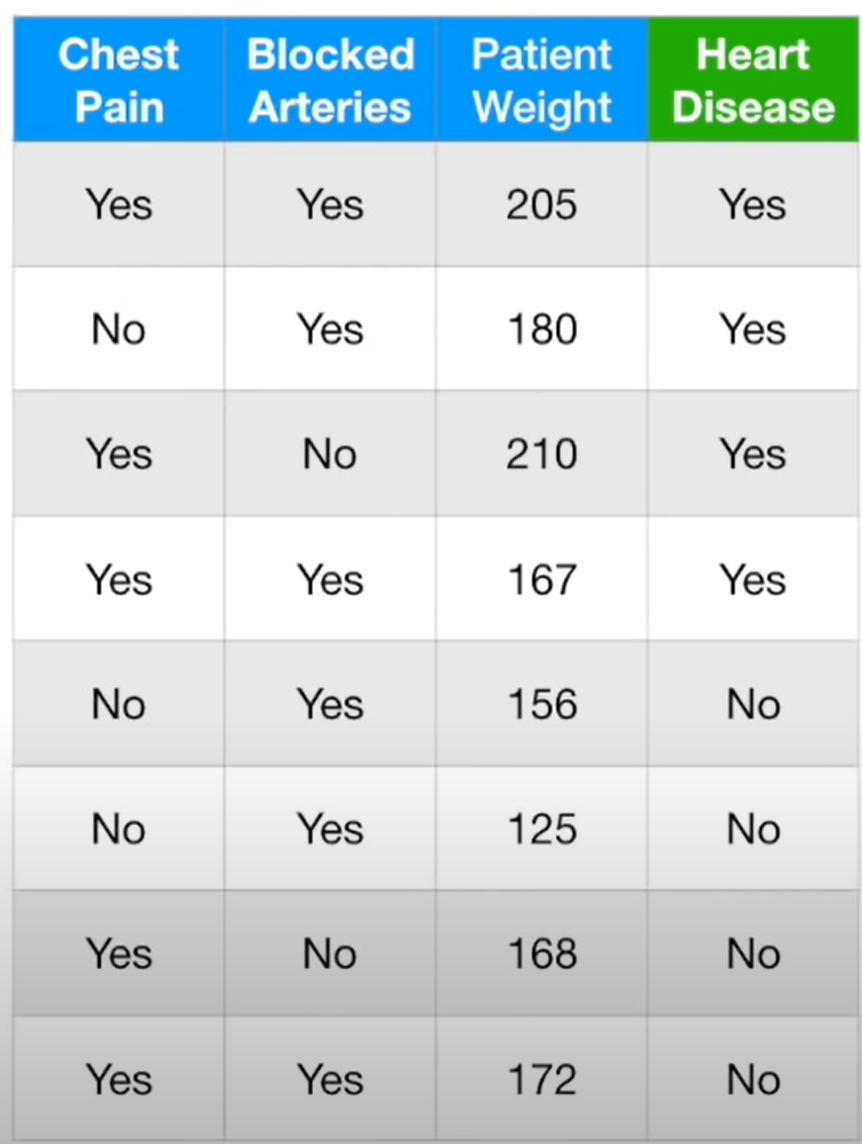 Chest Pain Blocked Arteries Patient Weight Heart Disease
Yes Yes 205 Yes
No Yes 180 Yes
Yes No 210 Yes
Yes Yes 167 Yes
No Yes 156 No
No Yes 125 No
Yes No 168 No
Yes Yes 172 No